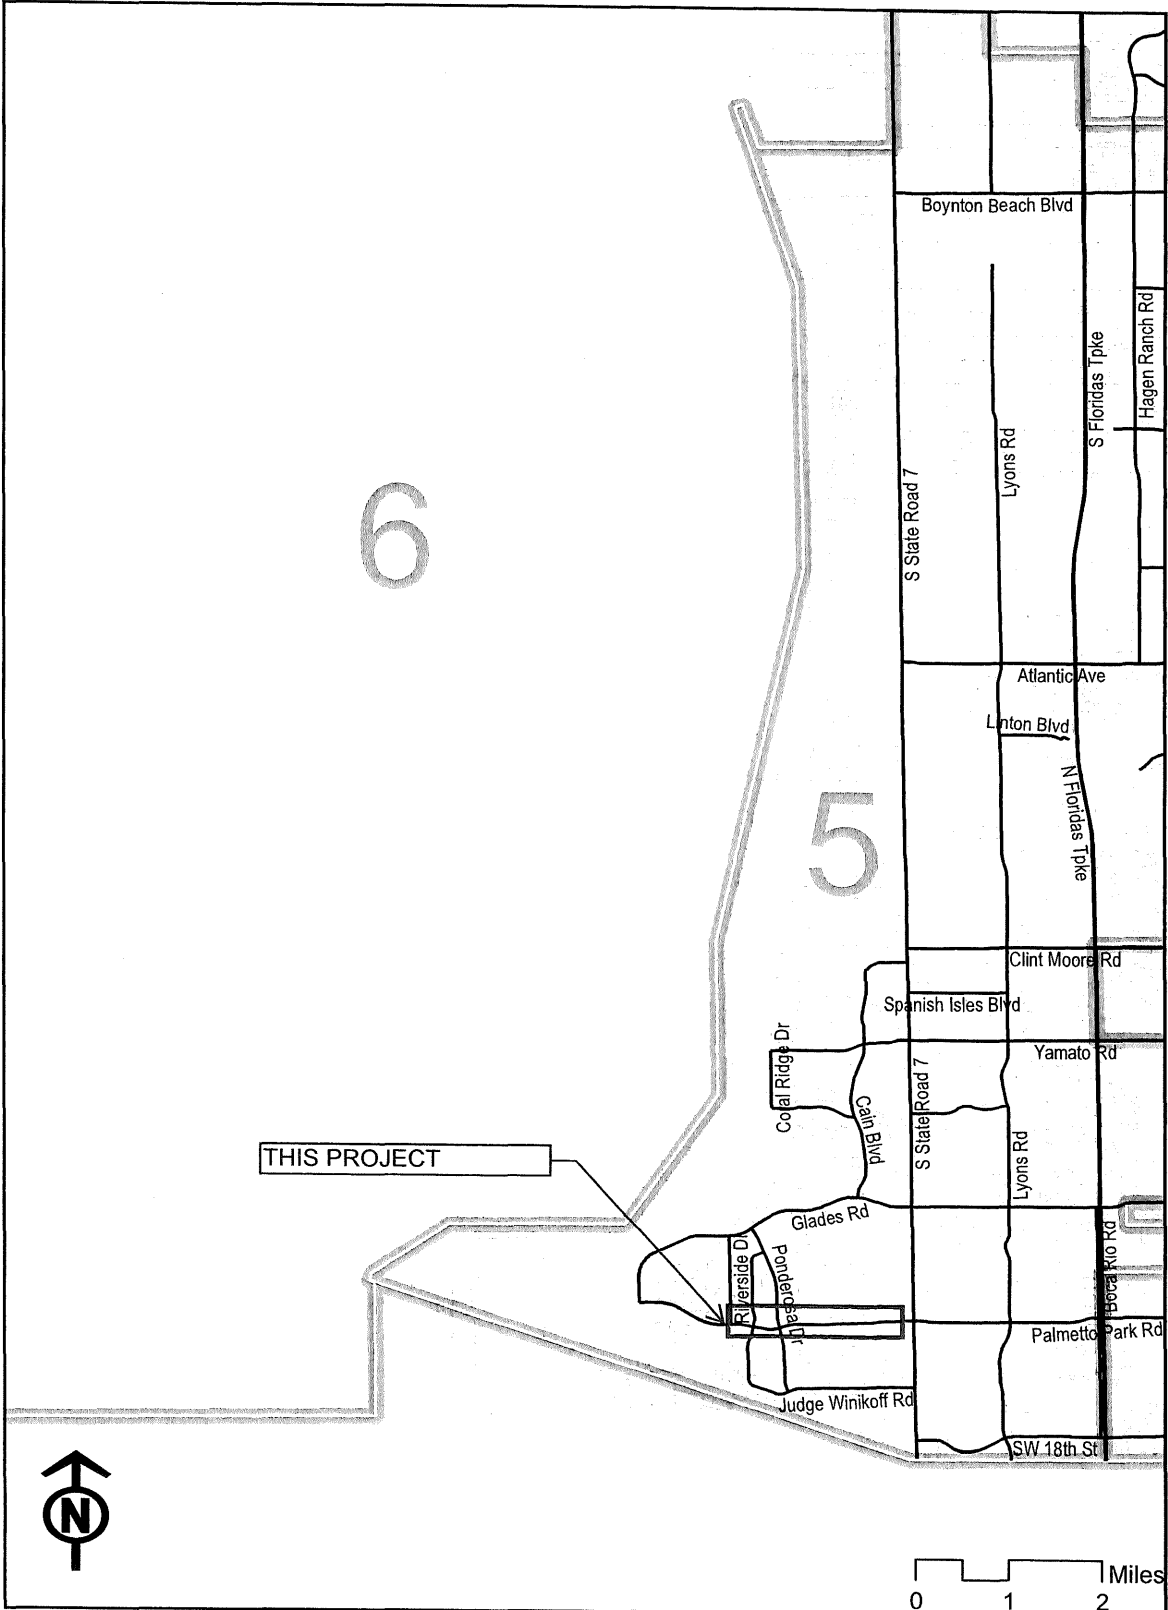 Boynton Beach Blvd
Hagen Ranch Rd
S Floridas Tpke
Lyons Rd
S State Road 7
6
Atlantic Ave
Linton Blvd
N Floridas Tpke
5
Clint Moore Rd
Spanish Isles Blvd
Yamato Rd
Coral Ridge Dr
Cain Blvd
S State Road 7
Lyons Rd
THIS PROJECT
Glades Rd
Riverside Dr
Ponderosa Dr
Boca Rio Rd
Palmetto Park Rd
Judge Winikoff Rd
SW 18th St
N
Miles
0 1 2